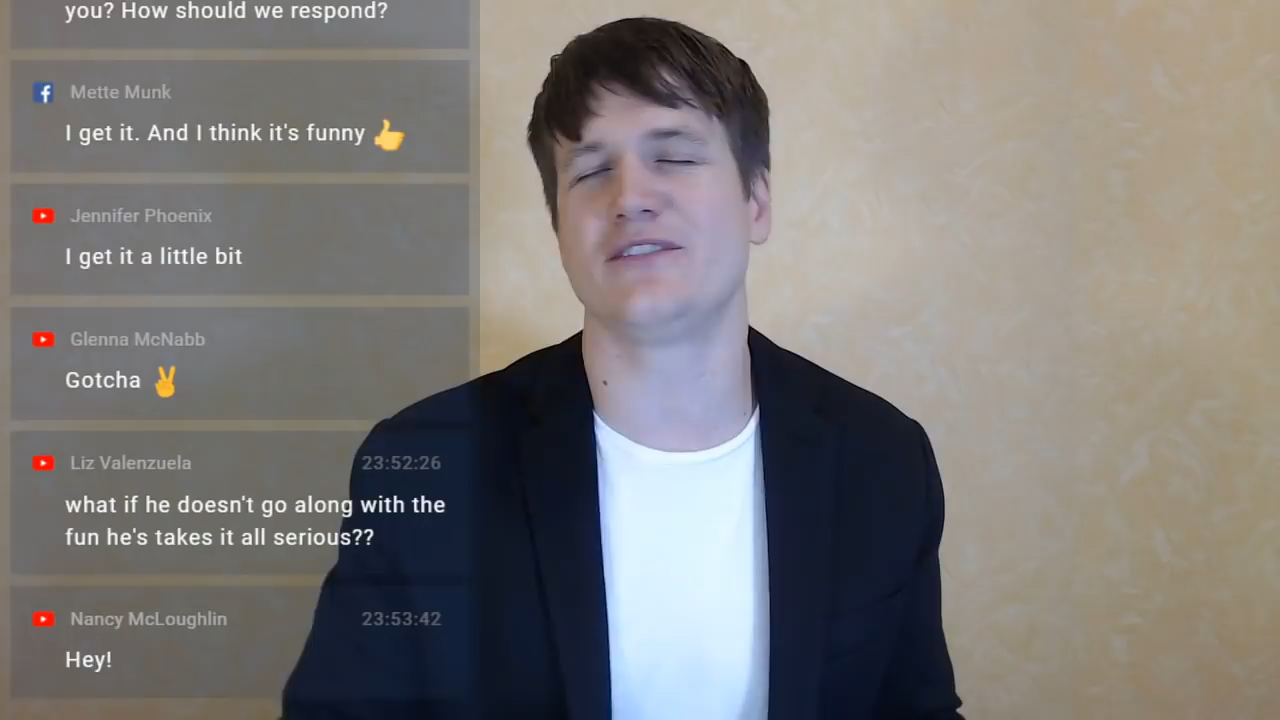 you? How should we respond?
Mette Munk
I get it. And I think it's funny 👍
Jennifer Phoenix
I get it a little bit
Glenna McNabb
Gotcha ✌
Liz Valenzuela 23:52:26
what if he doesn't go along with the
fun he's takes it all serious??
Nancy McLoughlin 23:53:42
Hey!